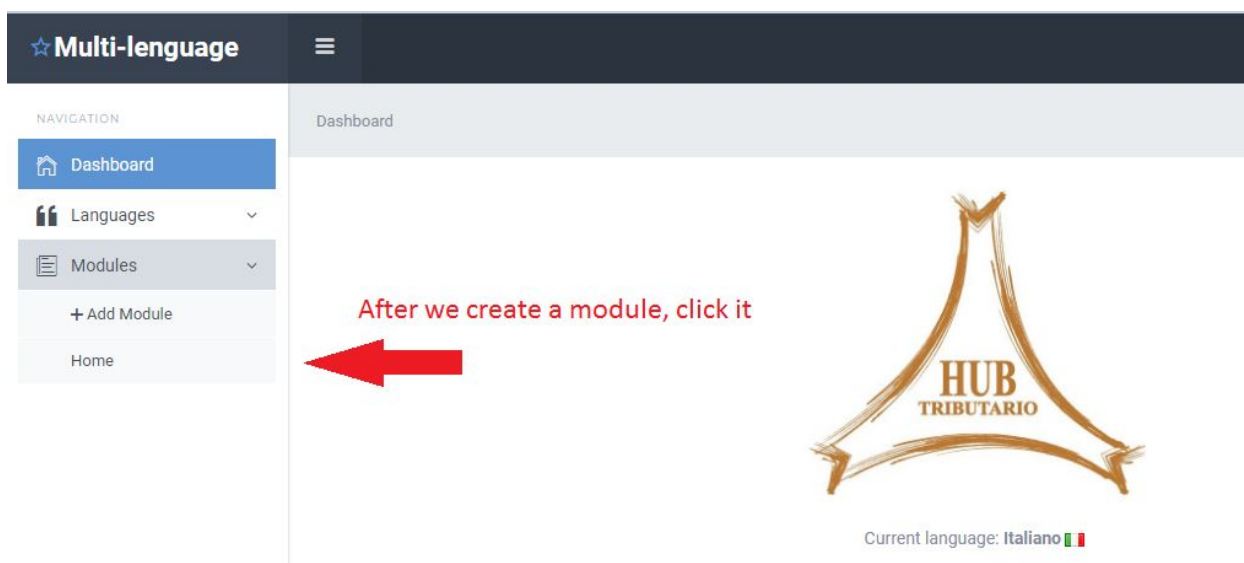 Multi-lenguage
NAVIGATION
Dashboard
Languages
Modules
+ Add Module
Home
Dashboard
After we create a module, click it
HUB
TRIBUTARIO
Current language: Italiano